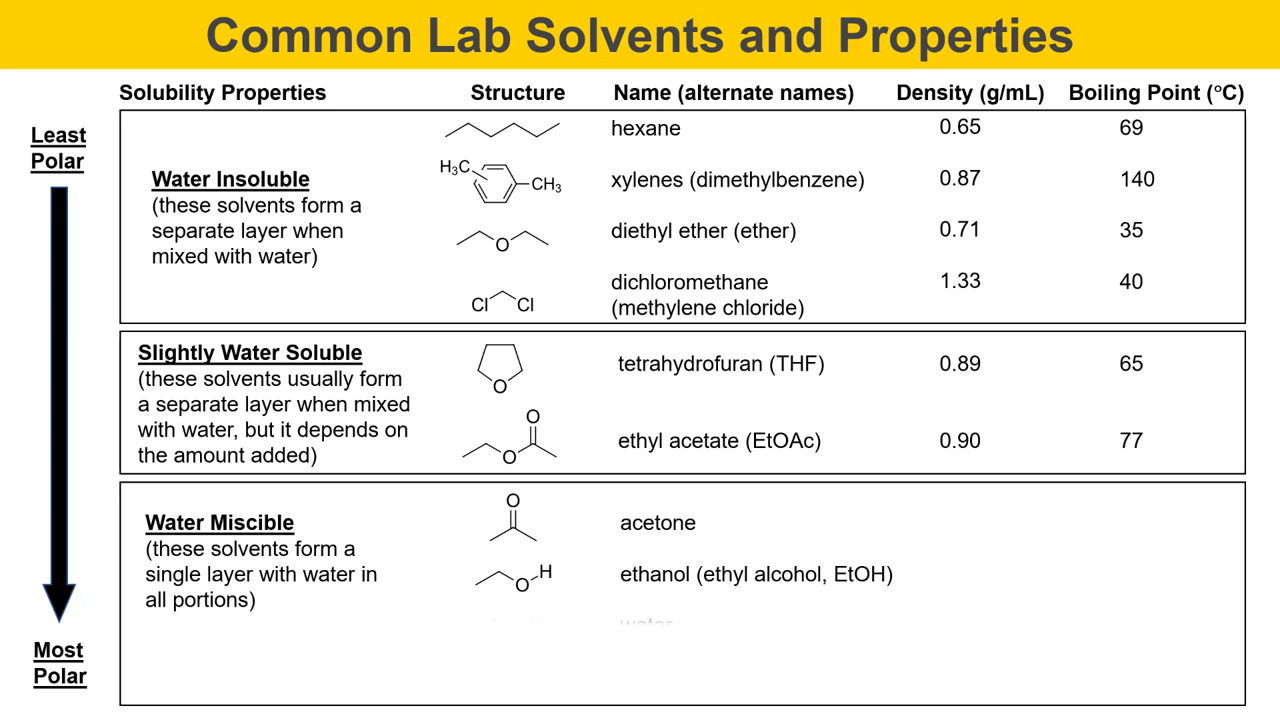 Common Lab Solvents and Properties
Solubility Properties Structure Name (alternate names) Density (g/mL) Boiling Point (°C)
Least
Polar
Water Insoluble
(these solvents form a
separate layer when
mixed with water)
hexane 0.65 69
H₃C
CH₃
xylenes (dimethylbenzene) 0.87 140
O
diethyl ether (ether) 0.71 35
Cl Cl
dichloromethane
(methylene chloride) 1.33 40
Slightly Water Soluble
(these solvents usually form
a separate layer when mixed
with water, but it depends on
the amount added)
O
tetrahydrofuran (THF) 0.89 65
O
O
ethyl acetate (EtOAc) 0.90 77
Water Miscible
(these solvents form a
single layer with water in
all portions)
O
acetone
O H
ethanol (ethyl alcohol, EtOH)
water
Most
Polar